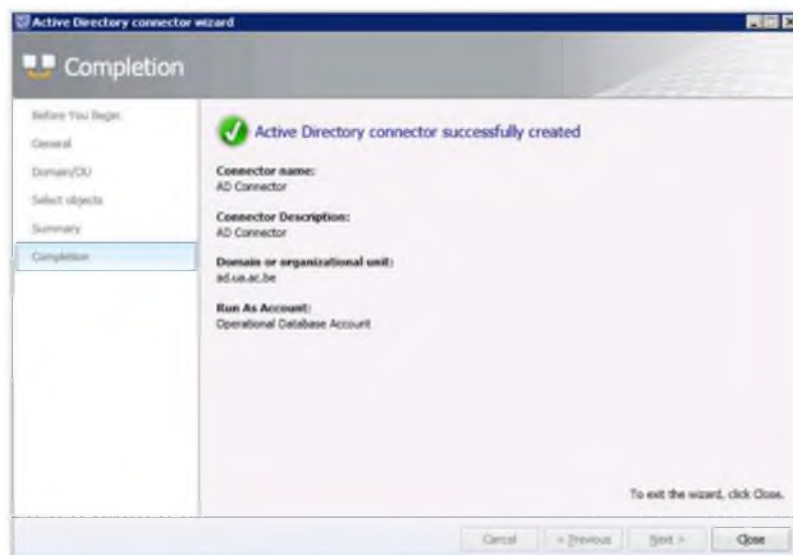 Active Directory connector wizard
Completion
Before You Begin
General
Domain/OU
Select objects
Summary
Completion
Active Directory connector successfully created
Connector name:
AD Connector
Connector Description:
AD Connector
Domain or organizational unit:
ad.ua.ac.be
Run As Account:
Operational Database Account
To exit the wizard, click Close.
Cancel
< Previous
Next >
Close